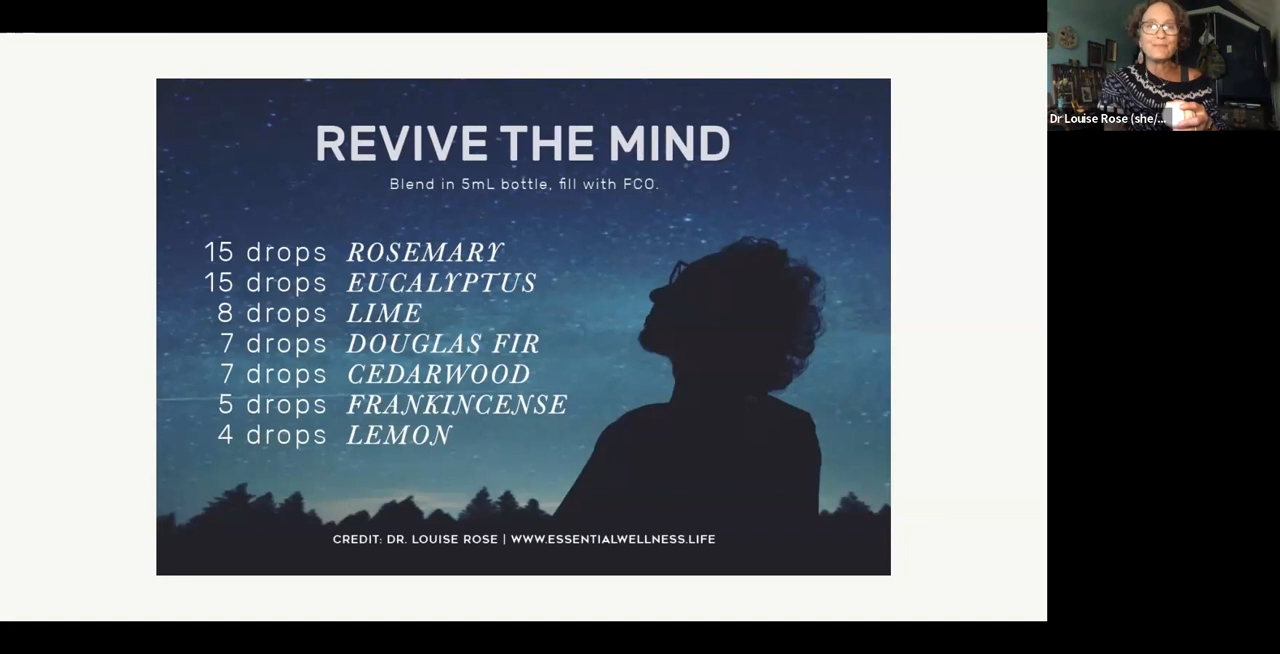 REVIVE THE MIND
Blend in 5mL bottle, fill with FCO.
15 drops ROSEMARY
15 drops EUCALYPTUS
8 drops LIME
7 drops DOUGLAS FIR
7 drops CEDARWOOD
5 drops FRANKINCENSE
4 drops LEMON
CREDIT: DR. LOUISE ROSE | WWW.ESSENTIALWELLNESS.LIFE
Dr Louise Rose (she/...